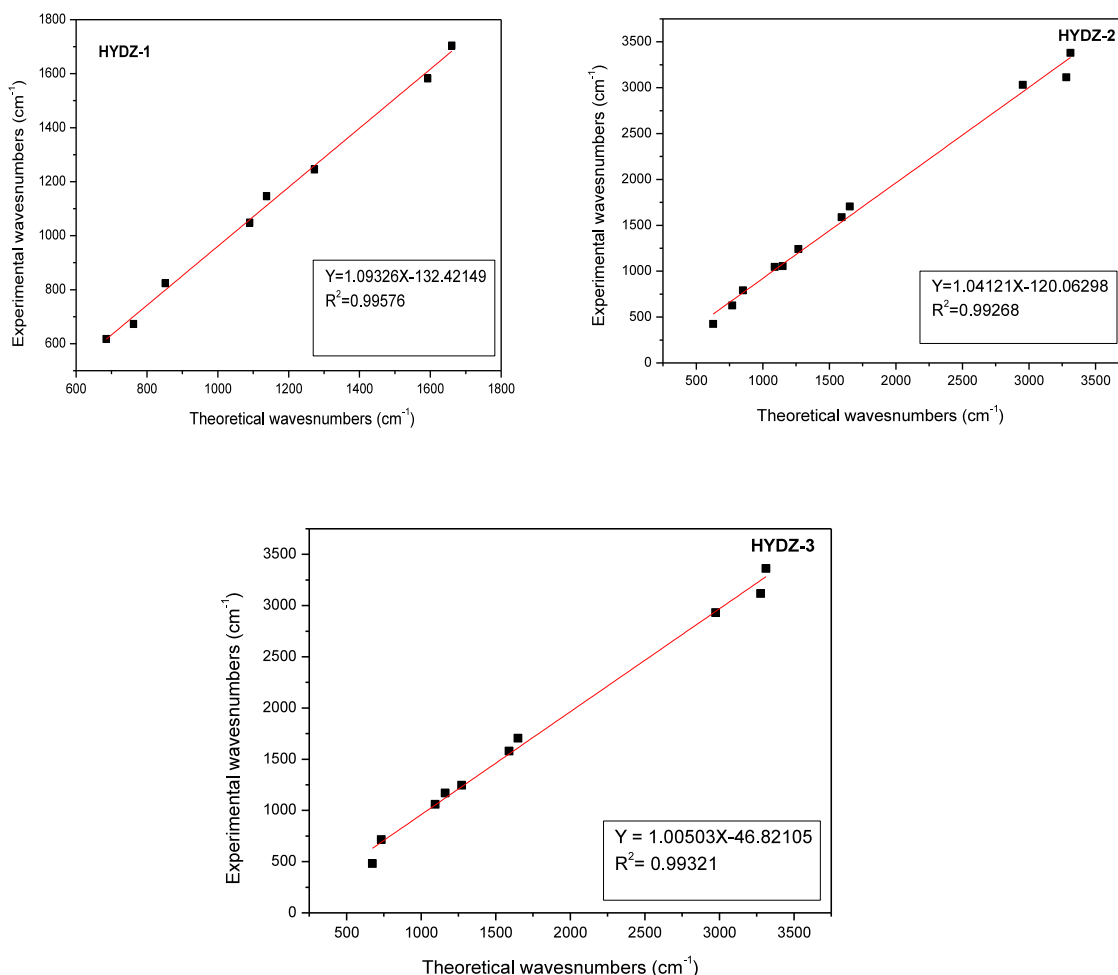 HYDZ-1
1800
1600
1400
1200
1000
800
600
Experimental wavesnumbers (cm⁻¹)
Y=1.09326X-132.42149
R²=0.99576
600 800 1000 1200 1400 1600 1800
Theoretical wavesnumbers (cm⁻¹)
HYDZ-2
3500
3000
2500
2000
1500
1000
500
0
Experimental wavesnumbers (cm⁻¹)
Y=1.04121X-120.06298
R²=0.99268
500 1000 1500 2000 2500 3000 3500
Theoretical wavesnumbers (cm⁻¹)
HYDZ-3
3500
3000
2500
2000
1500
1000
500
0
Experimental wavesnumbers (cm⁻¹)
Y = 1.00503X-46.82105
R²= 0.99321
500 1000 1500 2000 2500 3000 3500
Theoretical wavesnumbers (cm⁻¹)